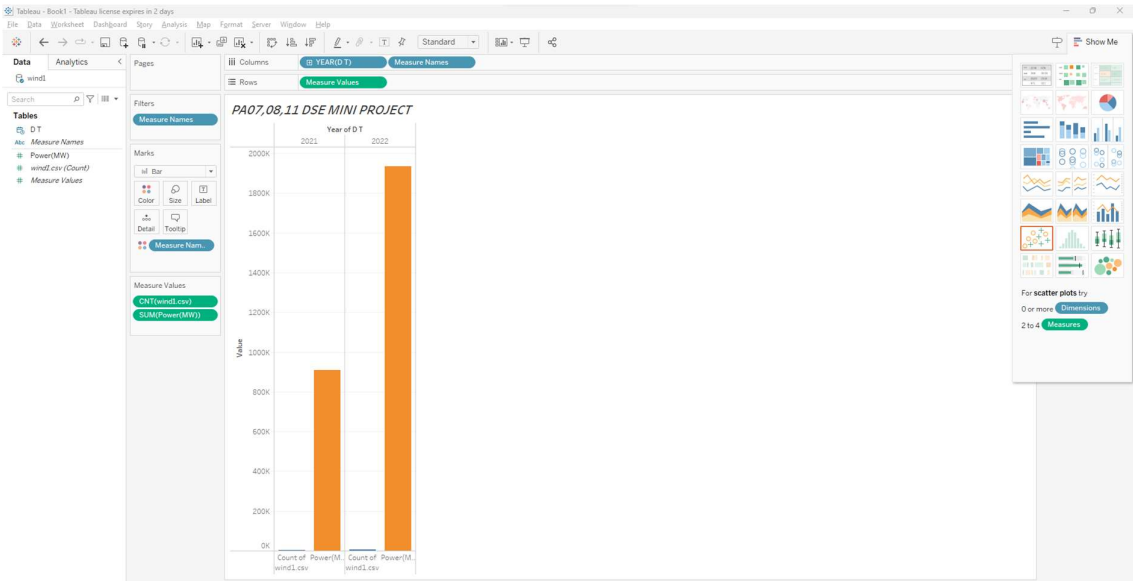 Tableau - Book1 - Tableau license expires in 2 days
File Data Worksheet Dashboard Story Analysis Map Format Server Window Help
Standard
Show Me
Data Analytics
wind1
Search
Tables
D T
Abc Measure Names
# Power(MW)
# wind1.csv (Count)
# Measure Values
Pages
Filters
Measure Names
Marks
Bar
Color Size Label
Detail Tooltip
Measure Nam..
Measure Values
CNT(wind1.csv)
SUM(Power(MW))
Columns YEAR(D T) Measure Names
Rows Measure Values
PA07,08,11 DSE MINI PROJECT
Year of D T
2021 2022
2000K
1800K
1600K
1400K
1200K
Value
1000K
800K
600K
400K
200K
0K
Count of wind1.csv
Power(M..
Count of wind1.csv
Power(M..
For scatter plots try
0 or more Dimensions
2 to 4 Measures